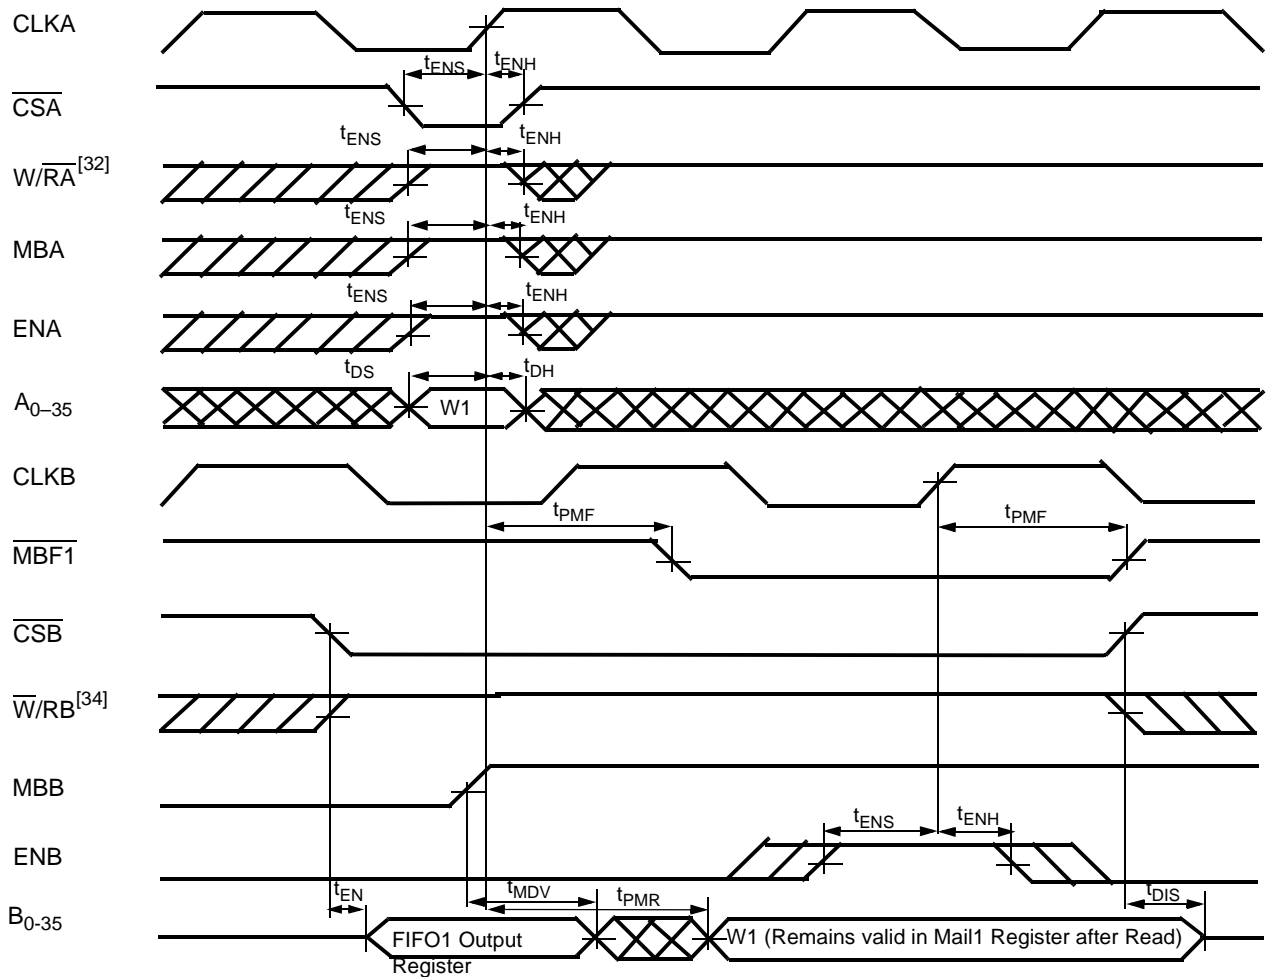 CLKA
tENS tENH
CSA
tENS tENH
W/RA[32]
tENS tENH
MBA
tENS tENH
ENA
tDS tDH
A0–35 W1
CLKB
tPMF tPMF
MBF1
CSB
W/RB[34]
MBB
tENS tENH
ENB
tEN tMDV tPMR tDIS
B0-35
FIFO1 Output W1 (Remains valid in Mail1 Register after Read)
Register